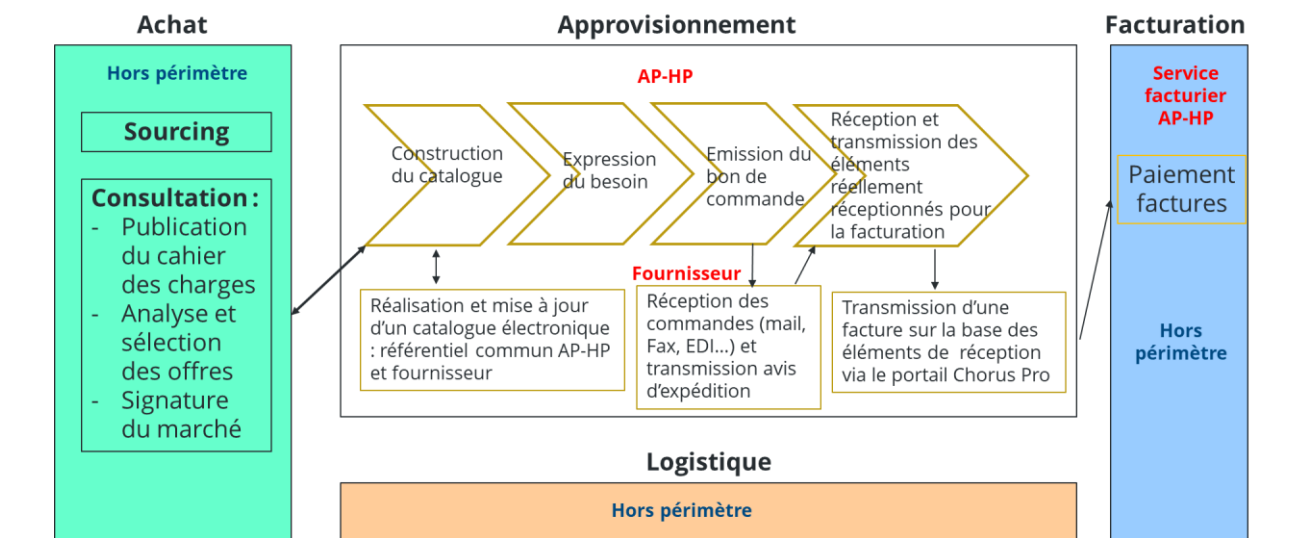 Achat
Hors périmètre
Sourcing
Consultation :
- Publication
du cahier
des charges
- Analyse et
sélection
des offres
- Signature
du marché
Approvisionnement
AP-HP
Construction
du catalogue
Expression
du besoin
Emission du
bon de
commande
Réception et
transmission des
éléments
réellement
réceptionnés pour
la facturation
Réalisation et mise à jour
d'un catalogue électronique
: référentiel commun AP-HP
et fournisseur
Fournisseur
Réception des
commandes (mail,
Fax, EDI...) et
transmission avis
d'expédition
Transmission d'une
facture sur la base des
éléments de réception
via le portail Chorus Pro
Logistique
Hors périmètre
Facturation
Service
facturier
AP-HP
Paiement
factures
Hors
périmètre